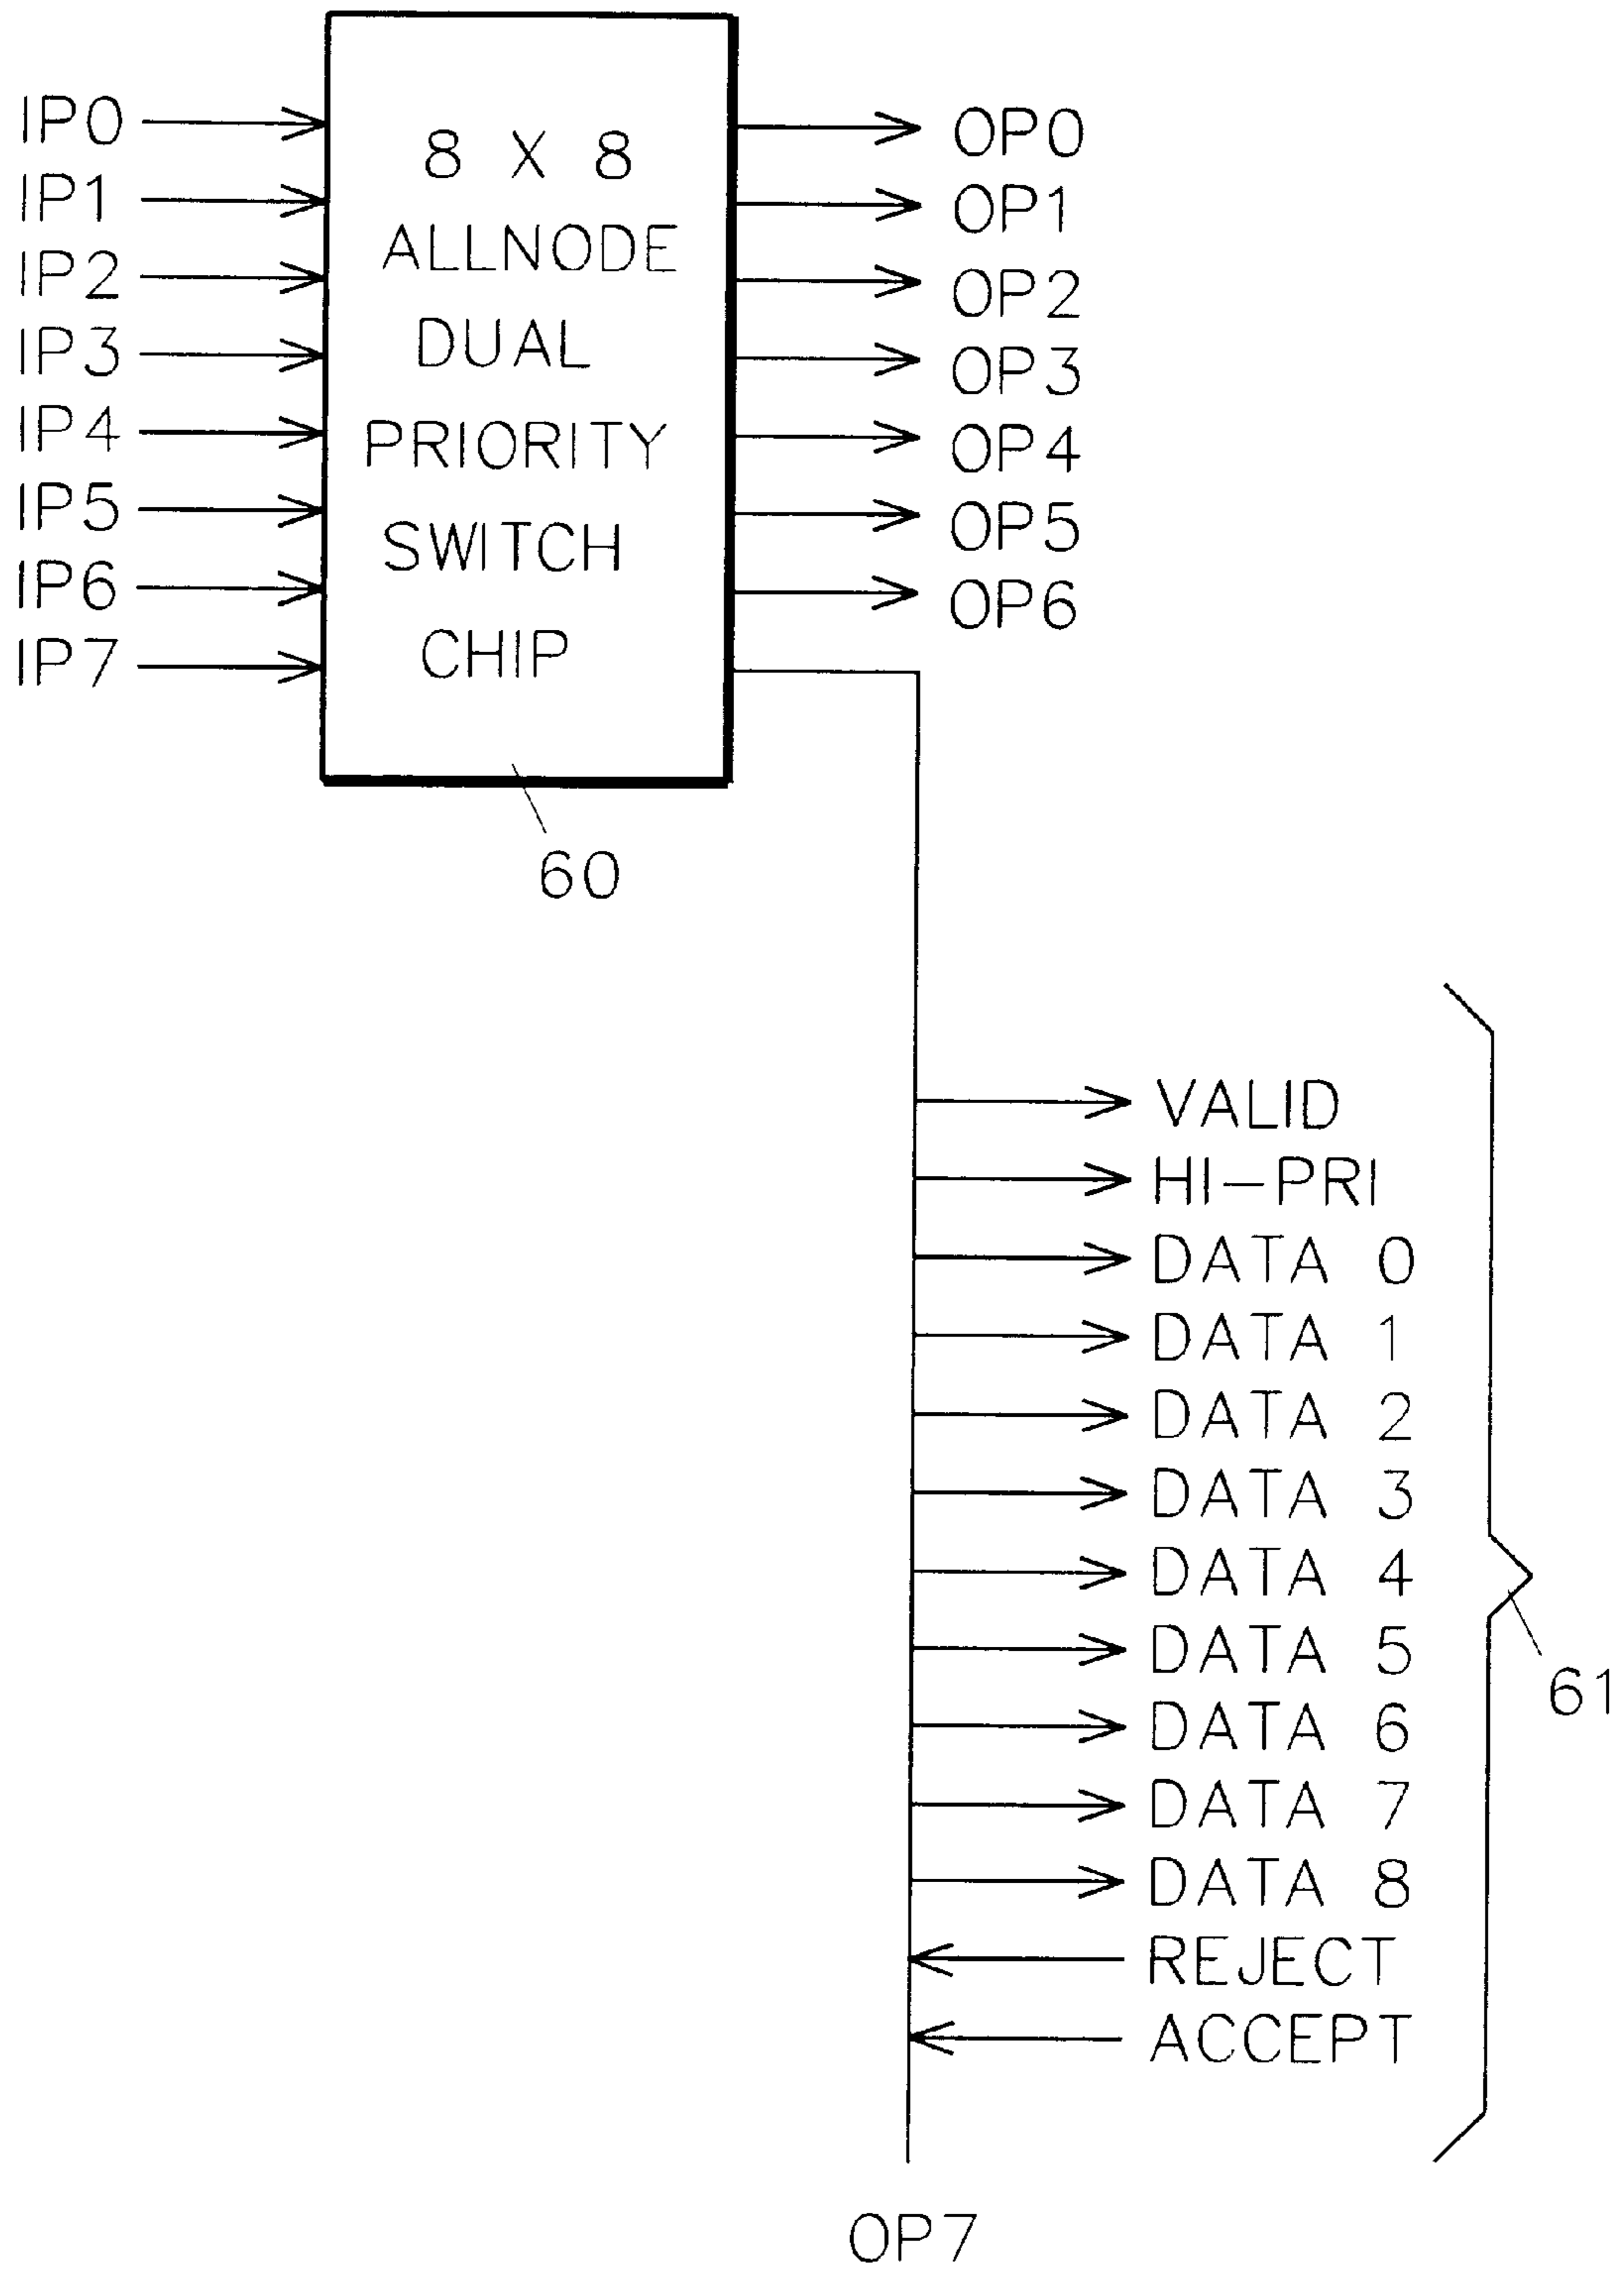 IP0
IP1
IP2
IP3
IP4
IP5
IP6
IP7
8 X 8
ALLNODE
DUAL
PRIORITY
SWITCH
CHIP
60
OP0
OP1
OP2
OP3
OP4
OP5
OP6
VALID
HI-PRI
DATA 0
DATA 1
DATA 2
DATA 3
DATA 4
DATA 5
DATA 6
DATA 7
DATA 8
REJECT
ACCEPT
61
OP7